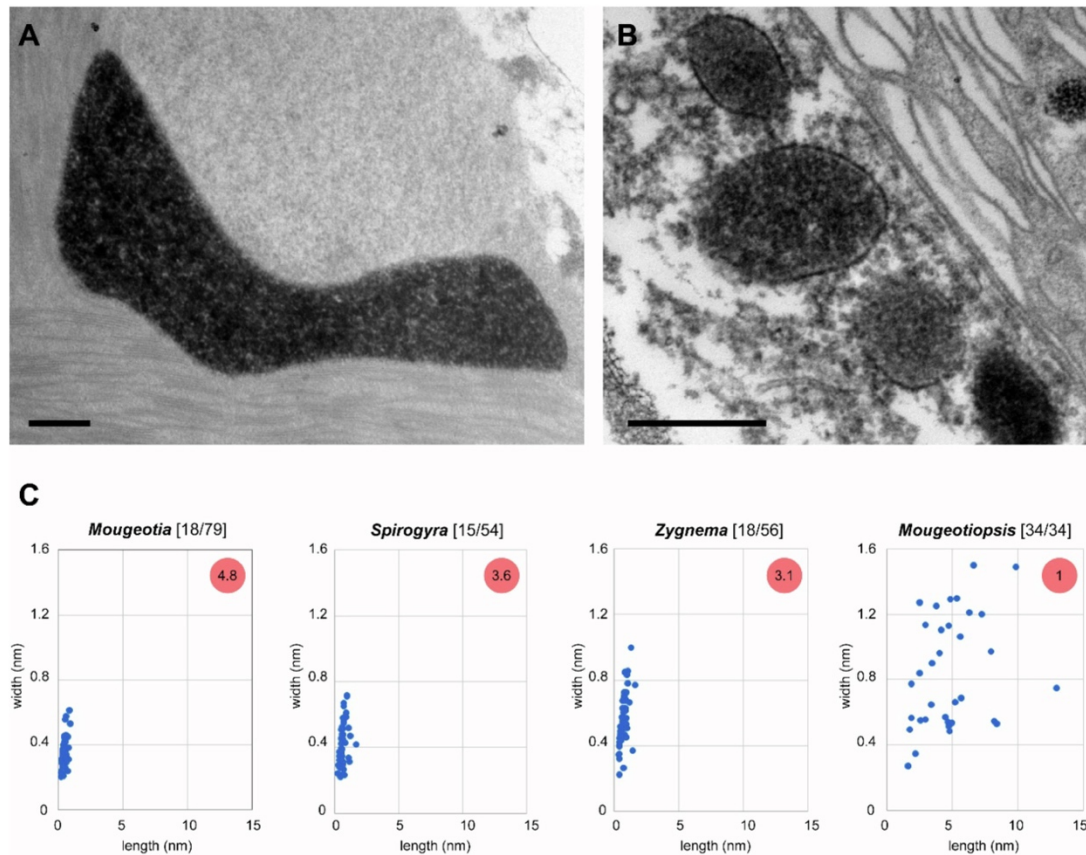 A
B
C
Mougeotia [18/79]
Spirogyra [15/54]
Zygnema [18/56]
Mougeotiopsis [34/34]
1.6
1.2
0.8
0.4
0
width (nm)
4.8
0
5
10
15
length (nm)
1.6
1.2
0.8
0.4
0
width (nm)
3.6
0
5
10
15
length (nm)
1.6
1.2
0.8
0.4
0
width (nm)
3.1
0
5
10
15
length (nm)
1.6
1.2
0.8
0.4
0
width (nm)
1
0
5
10
15
length (nm)